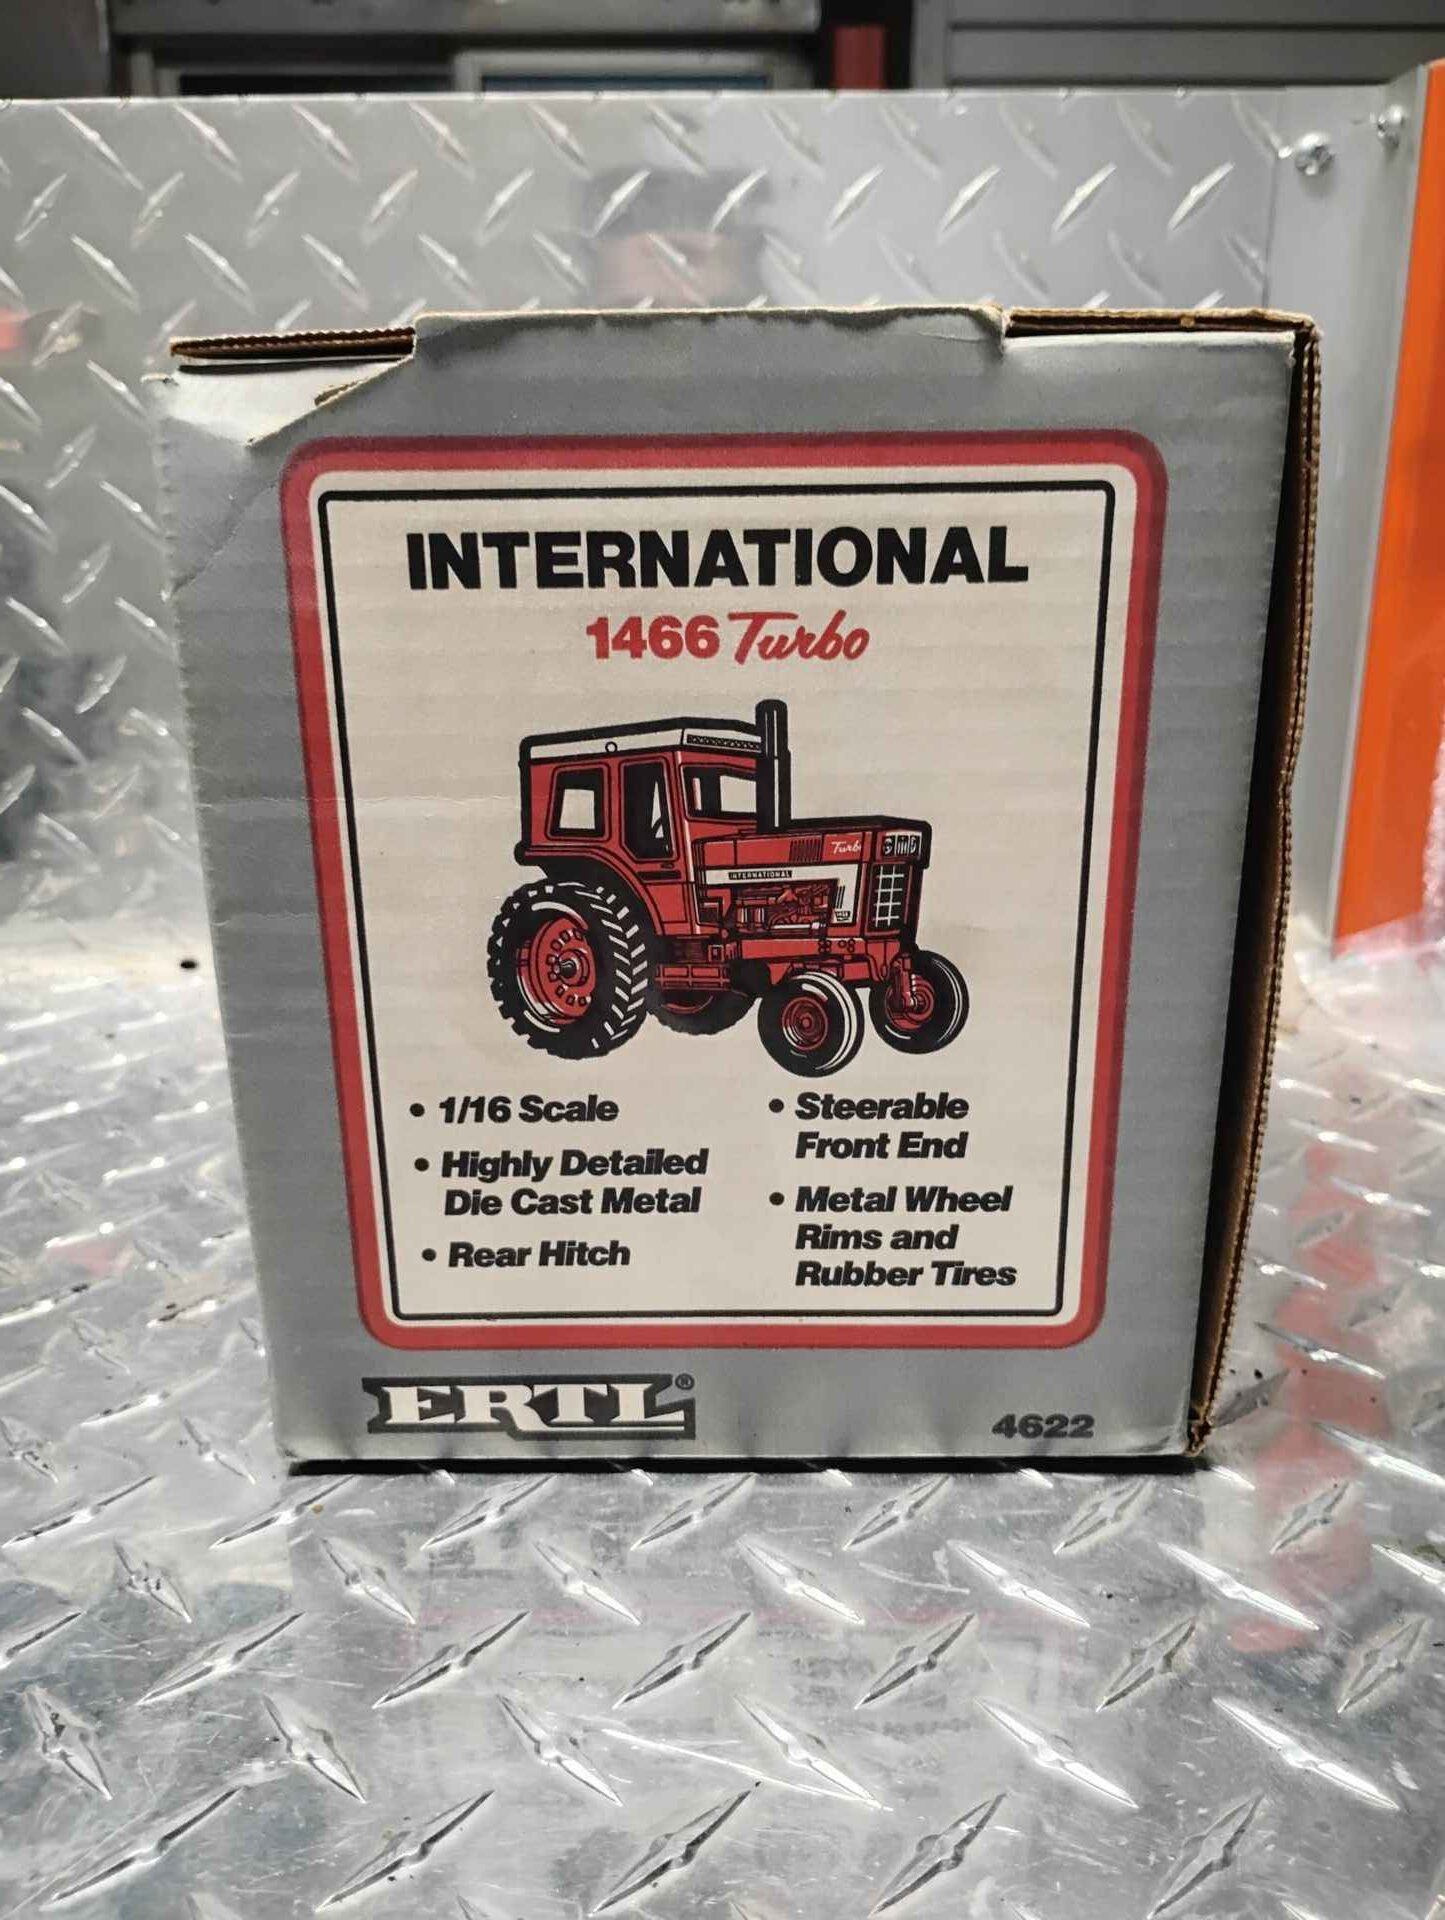 INTERNATIONAL
1466 Turbo
Turbo
INTERNATIONAL
• 1/16 Scale
• Highly Detailed
Die Cast Metal
• Rear Hitch
• Steerable
Front End
• Metal Wheel
Rims and
Rubber Tires
ERTL®
4622